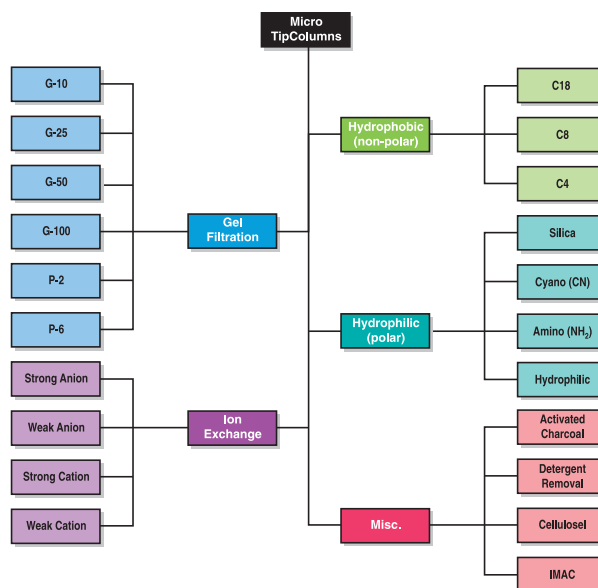 Micro
TipColumns
G-10
G-25
G-50
G-100
P-2
P-6
Gel
Filtration
Strong Anion
Weak Anion
Strong Cation
Weak Cation
Ion
Exchange
Hydrophobic
(non-polar)
C18
C8
C4
Hydrophilic
(polar)
Silica
Cyano (CN)
Amino (NH₂)
Hydrophilic
Misc.
Activated
Charcoal
Detergent
Removal
Cellulosel
IMAC